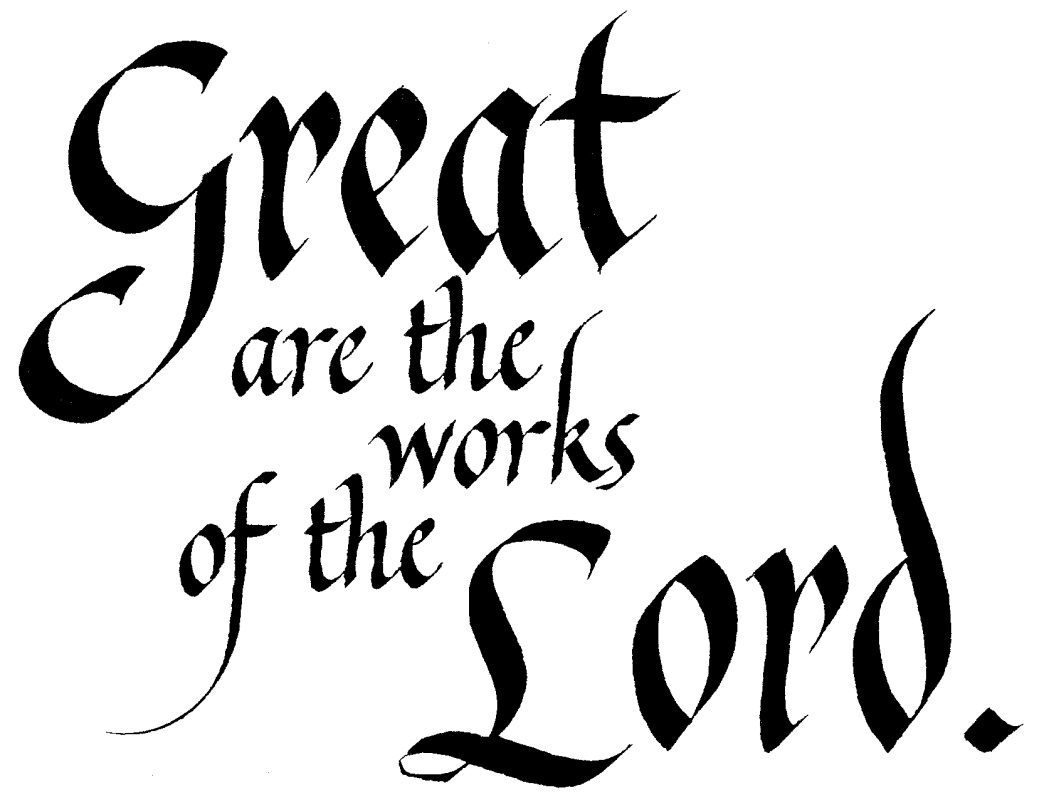 Great
are the
works
of the
Lord.